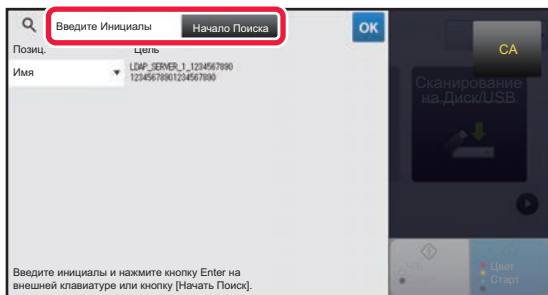 Введите Инициалы Начало Поиска OK
CA
Позиц. Цель
Имя LDAP_SERVER_1_1234567890
12345678901234567890
Сканирование
на Диск/USB
Введите инициалы и нажмите кнопку Enter на
внешней клавиатуре или кнопку [Начать Поиск].
Ч/Б
Цвет
Старт